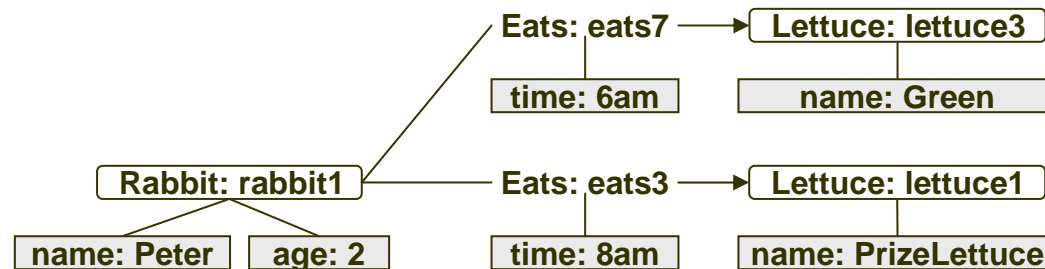 Eats: eats7
Lettuce: lettuce3
time: 6am
name: Green
Rabbit: rabbit1
Eats: eats3
Lettuce: lettuce1
name: Peter
age: 2
time: 8am
name: PrizeLettuce